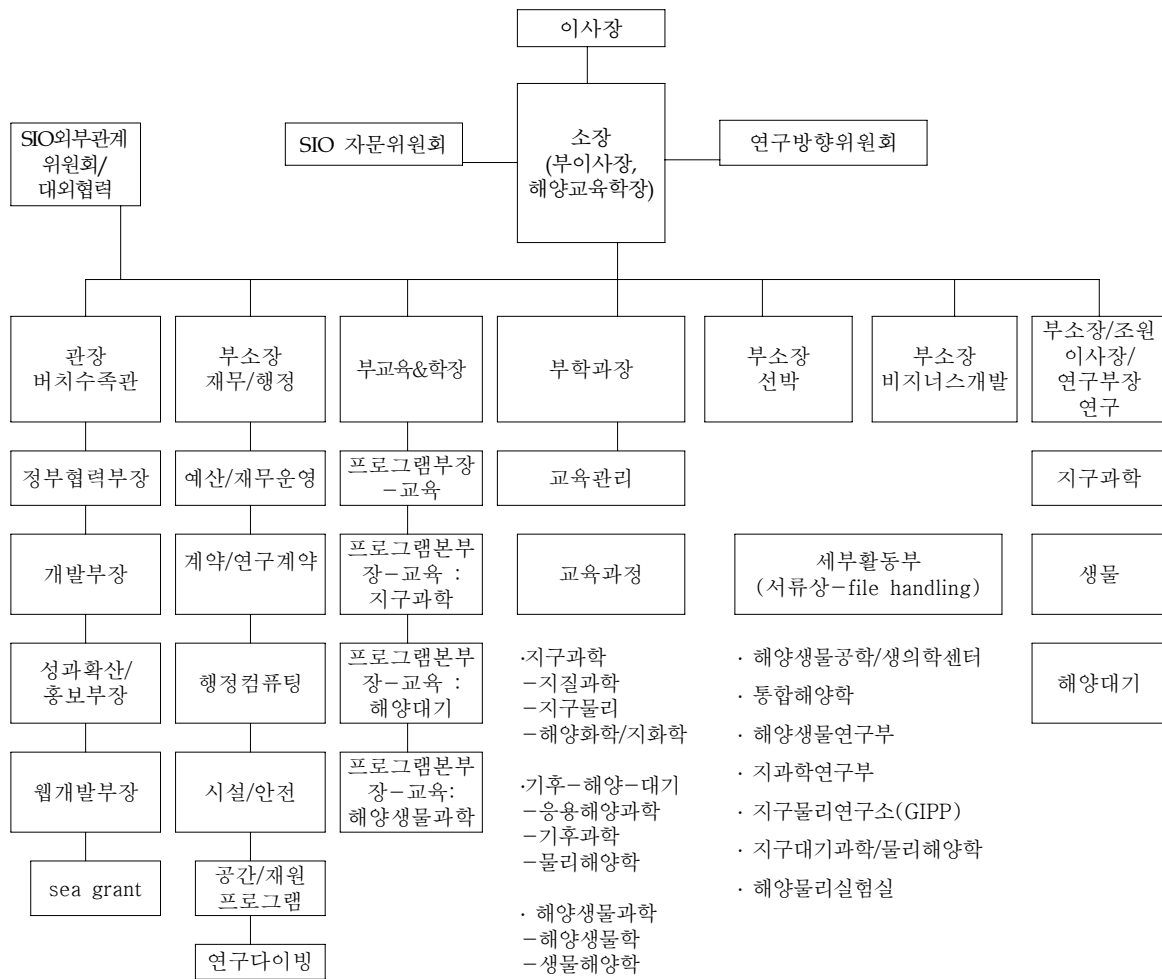 이사장
SIO외부관계
위원회/
대외협력
SIO 자문위원회
소장
(부이사장,
해양교육학장)
연구방향위원회
관장
버치수족관
부소장
재무/행정
부교육&학장
부학과장
부소장
선박
부소장
비지너스개발
부소장/조원
이사장/
연구부장
연구
정부협력부장
예산/재무운영
프로그램부장
-교육
교육관리
지구과학
개발부장
계약/연구계약
프로그램본부
장-교육 :
지구과학
교육과정
세부활동부
(서류상-file handling)
생물
성과확산/
홍보부장
행정컴퓨팅
프로그램본부
장-교육 :
해양대기
해양대기
웹개발부장
시설/안전
프로그램본부
장-교육:
해양생물과학
sea grant
공간/재원
프로그램
연구다이빙
·지구과학
-지질과학
-지구물리
-해양화학/지화학
·기후-해양-대기
-응용해양과학
-기후과학
-물리해양학
· 해양생물과학
-해양생물학
-생물해양학
· 해양생물공학/생의학센터
· 통합해양학
· 해양생물연구부
· 지과학연구부
· 지구물리연구소(GIPP)
· 지구대기과학/물리해양학
· 해양물리실험실